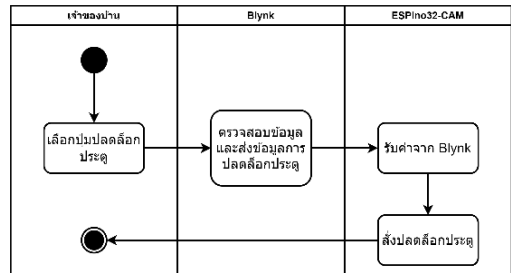 เจ้าของบ้าน
Blynk
ESPino32-CAM
เลือกปุ่มปลดล็อก
ประตู
ตรวจสอบข้อมูล
และส่งข้อมูลการ
ปลดล็อกประตู
รับค่าจาก Blynk
สั่งปลดล็อกประตู